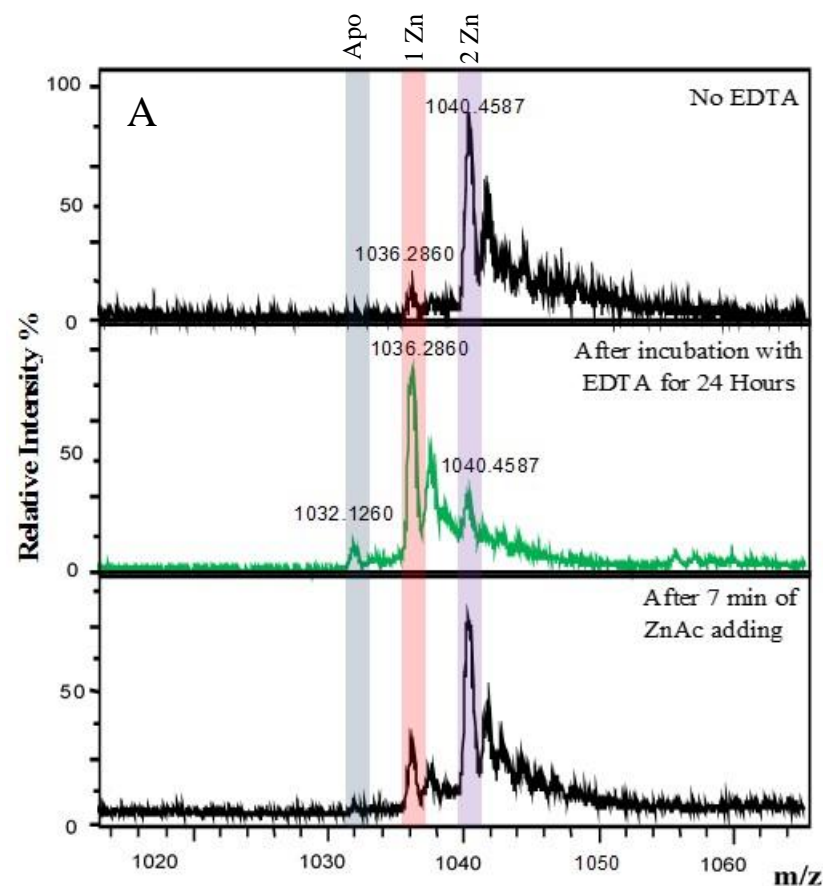 Apo
1 Zn
2 Zn
A
No EDTA
100
50
0
1040.4587
1036.2860
After incubation with
EDTA for 24 Hours
1036.2860
1040.4587
1032.1260
50
0
After 7 min of
ZnAc adding
50
0
Relative Intensity %
1020
1030
1040
1050
1060
m/z